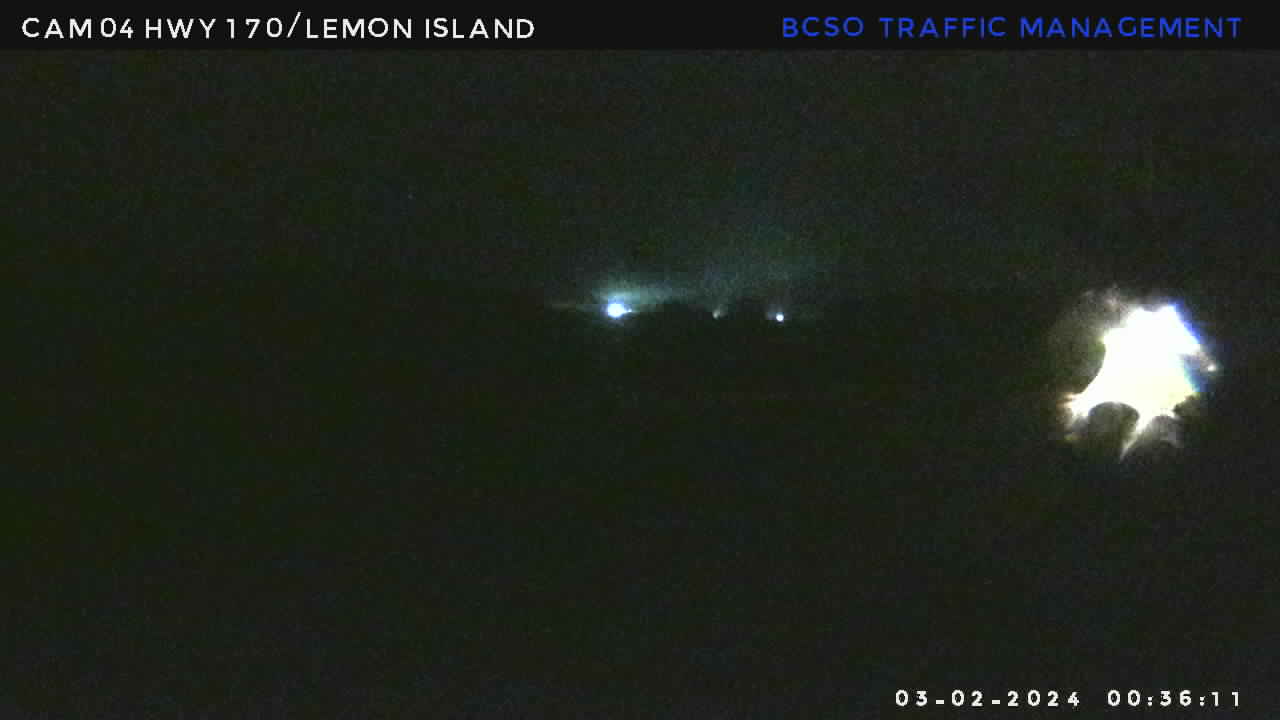 CAM04 HWY 170/LEMON ISLAND
BCSO TRAFFIC MANAGEMENT
03-02-2024 00:36:11